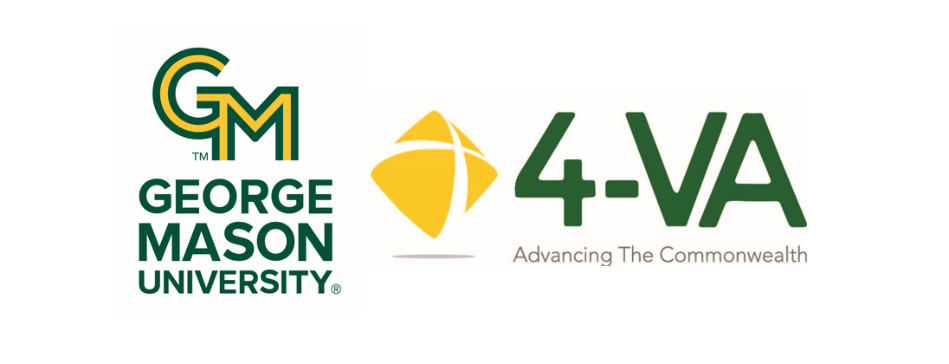 GM
TM
GEORGE
MASON
UNIVERSITY®
4-VA
Advancing The Commonwealth